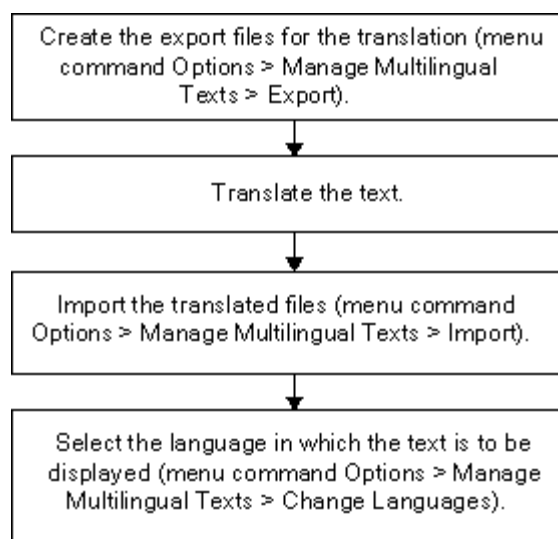 Create the export files for the translation (menu
command Options > Manage Multilingual
Texts > Export).
Translate the text.
Import the translated files (menu command
Options > Manage Multilingual Texts > Import).
Select the language in which the text is to be
displayed (menu command Options > Manage
Multilingual Texts > Change Languages).